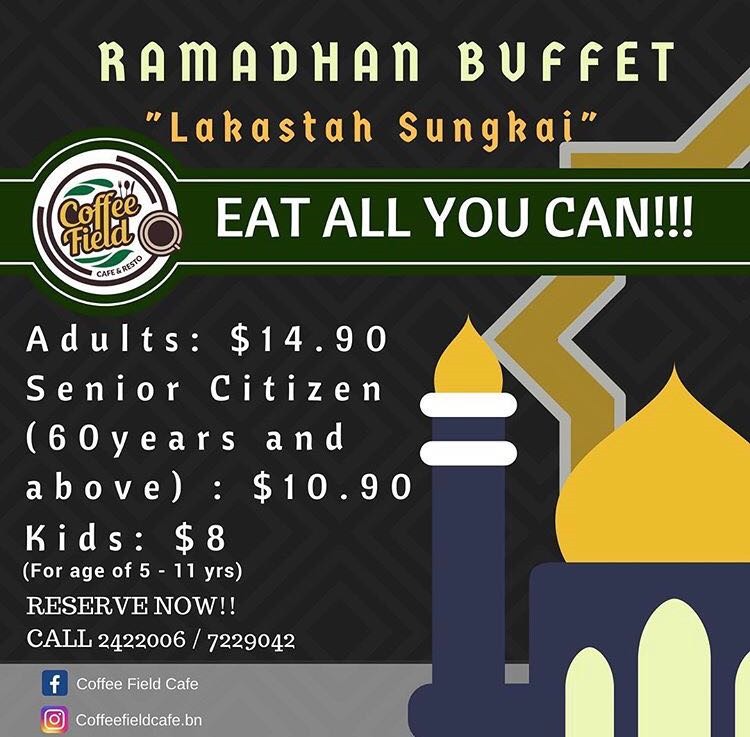 RAMADHAN BUFFET
"Lakastah Sungkai"
Coffee
Field
CAFE & RESTO
EAT ALL YOU CAN!!!
Adults: $14.90
Senior Citizen
(60years and
above) : $10.90
Kids: $8
(For age of 5 - 11 yrs)
RESERVE NOW!!
CALL 2422006 / 7229042
f Coffee Field Cafe
Coffeefieldcafe.bn